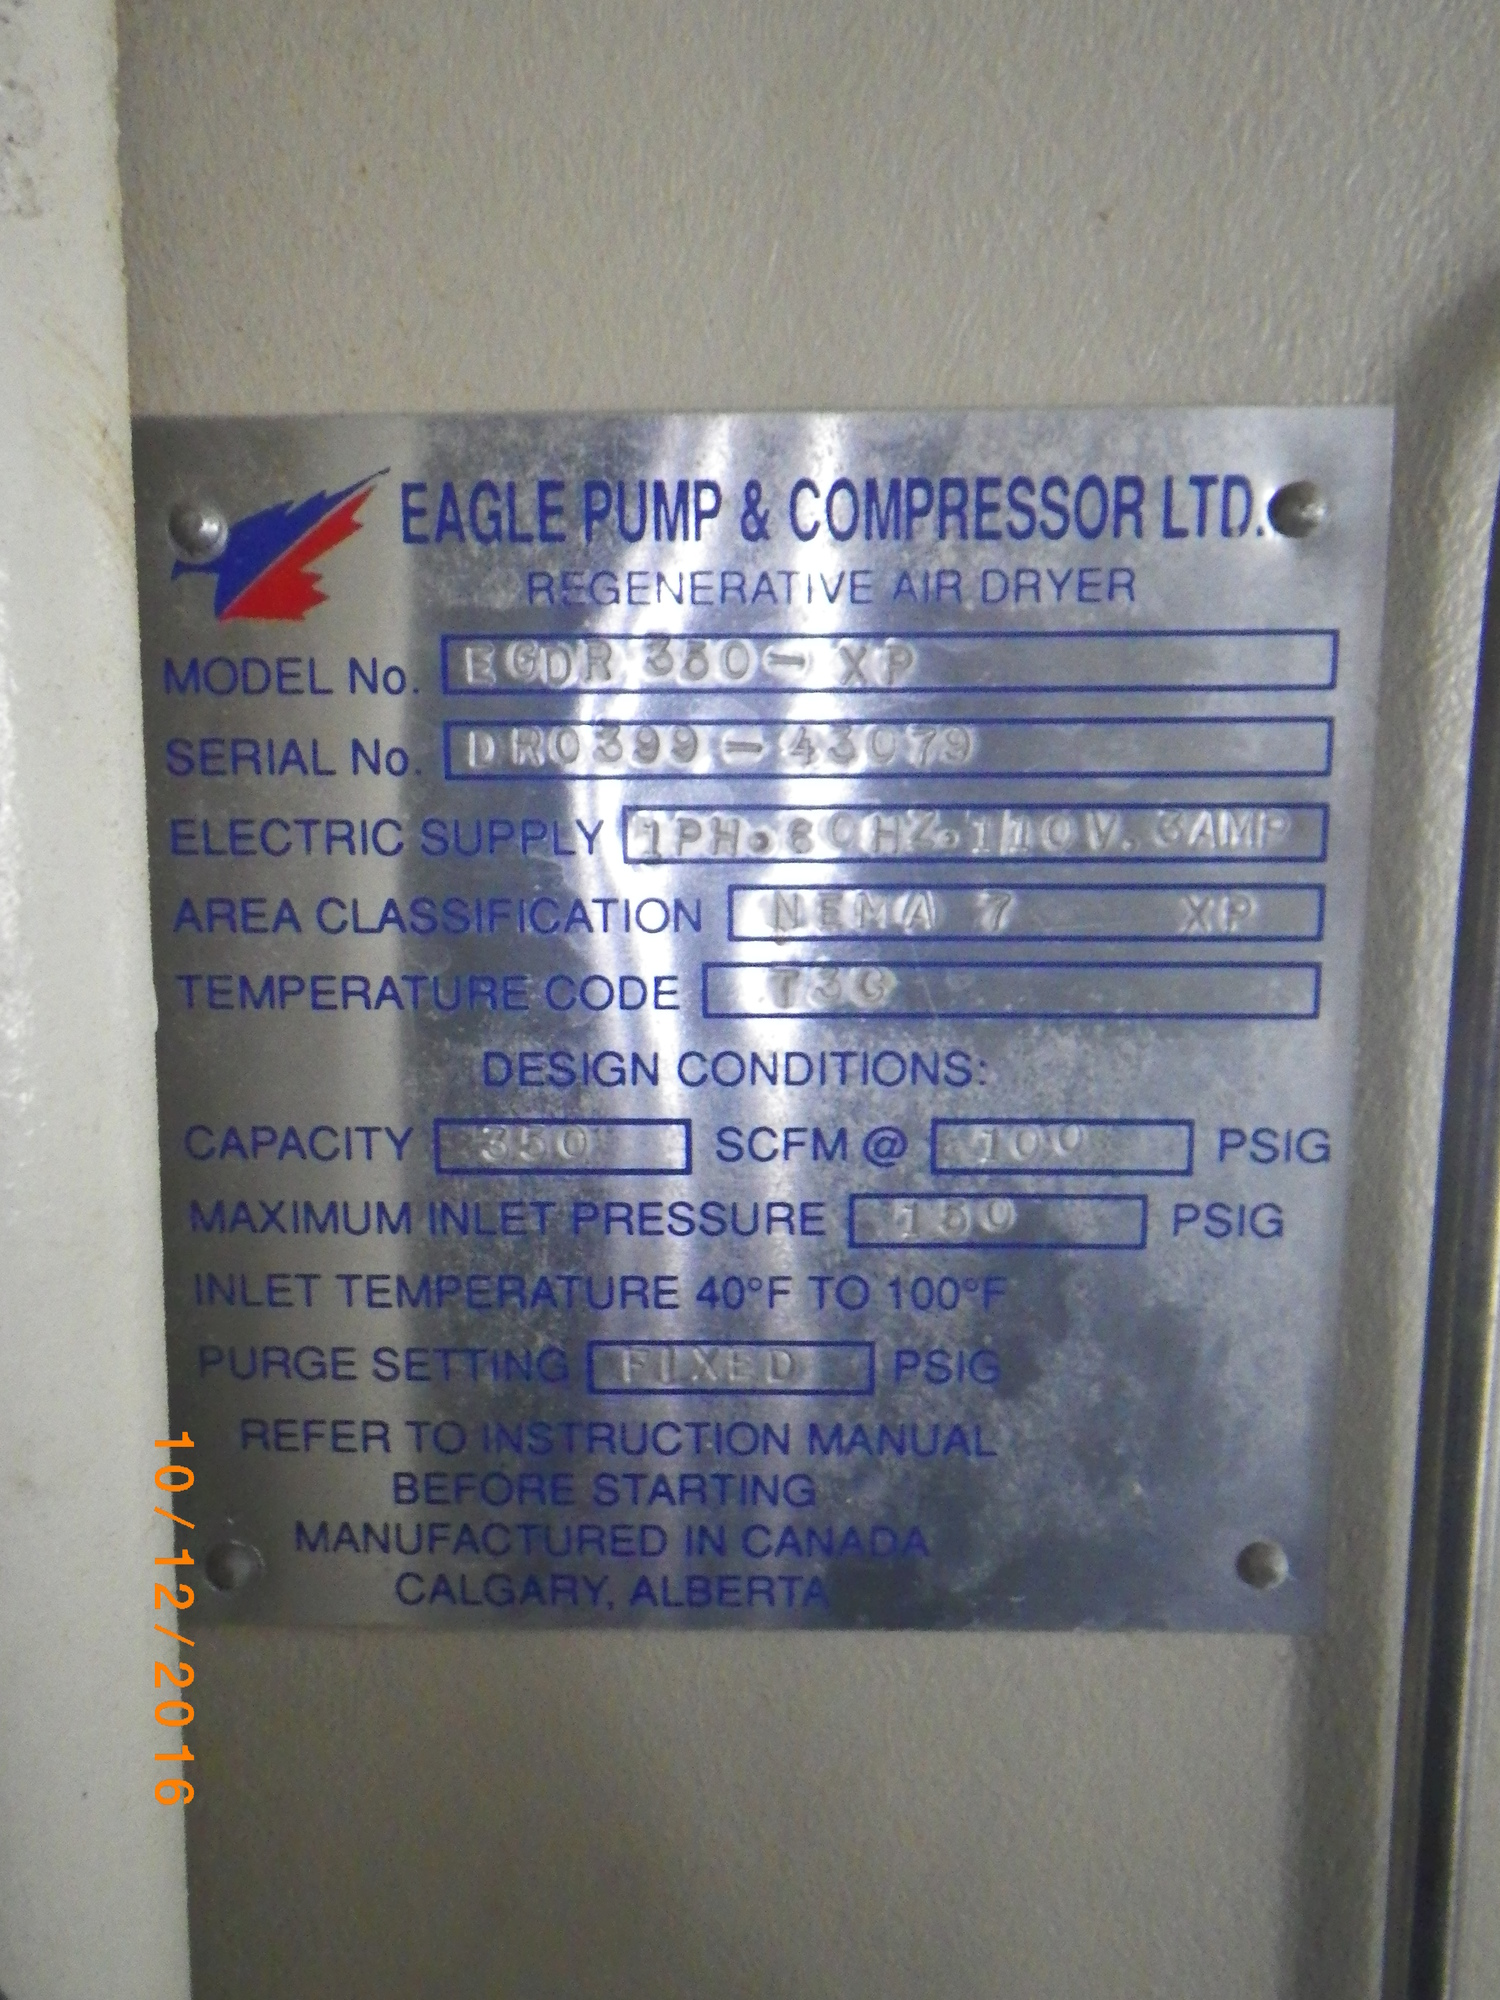 EAGLE PUMP & COMPRESSOR LTD.
REGENERATIVE AIR DRYER
MODEL No. EGDR 350- XP
SERIAL No. DR0399-43079
ELECTRIC SUPPLY 1PH.60HZ.110V.3AMP
AREA CLASSIFICATION NEMA 7 XP
TEMPERATURE CODE T3C
DESIGN CONDITIONS:
CAPACITY 350 SCFM @ 100 PSIG
MAXIMUM INLET PRESSURE 150 PSIG
INLET TEMPERATURE 40°F TO 100°F
PURGE SETTING FIXED PSIG
REFER TO INSTRUCTION MANUAL
BEFORE STARTING
MANUFACTURED IN CANADA
CALGARY, ALBERTA
10/12/2016